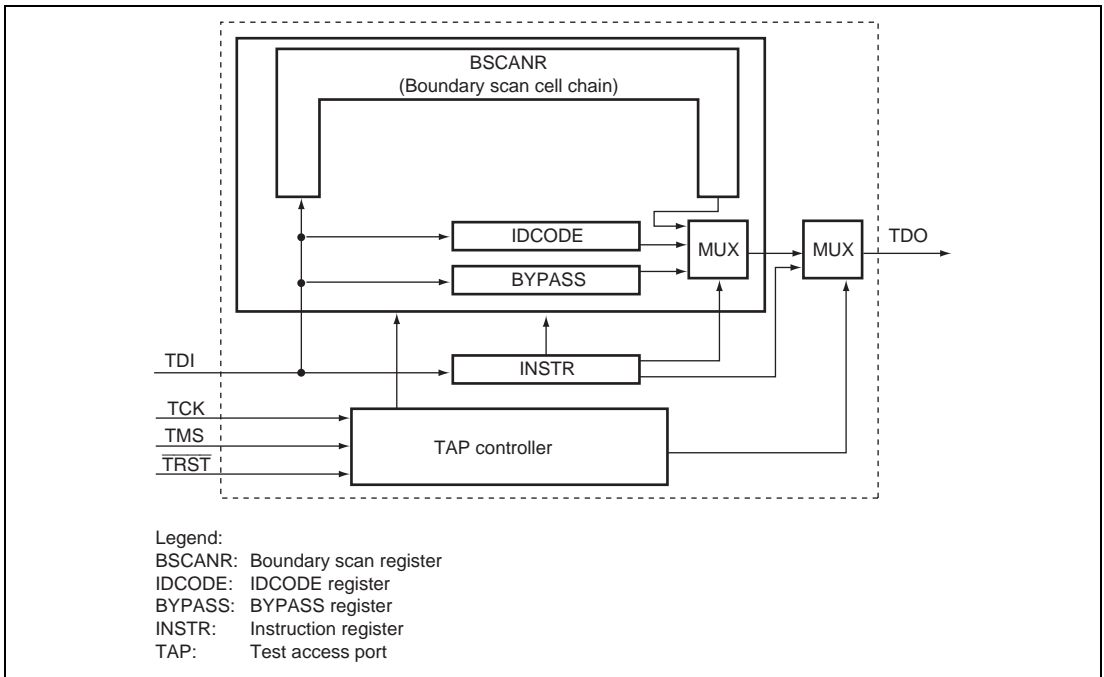 BSCANR
(Boundary scan cell chain)
IDCODE
BYPASS
MUX
MUX
TDO
TDI
INSTR
TCK
TMS
TRST
TAP controller
Legend:
BSCANR: Boundary scan register
IDCODE: IDCODE register
BYPASS: BYPASS register
INSTR: Instruction register
TAP: Test access port